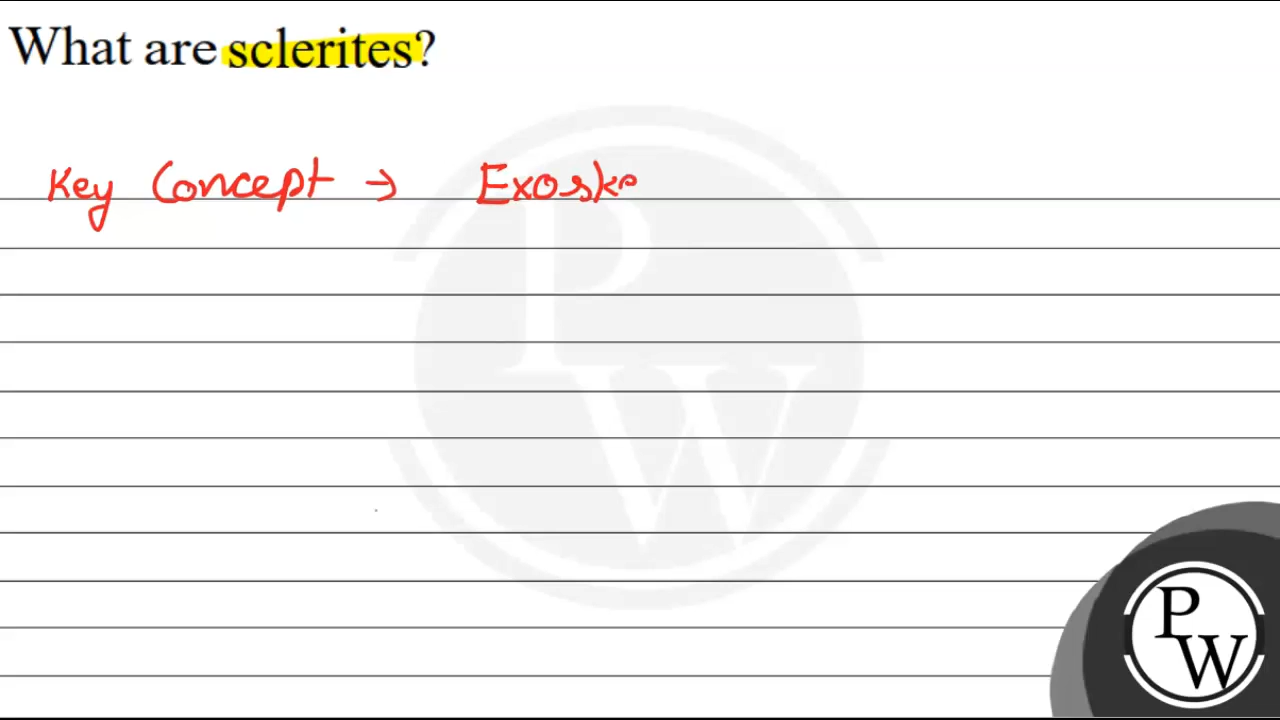 What are sclerites?
Key Concept → Exoske
P
W
P
W